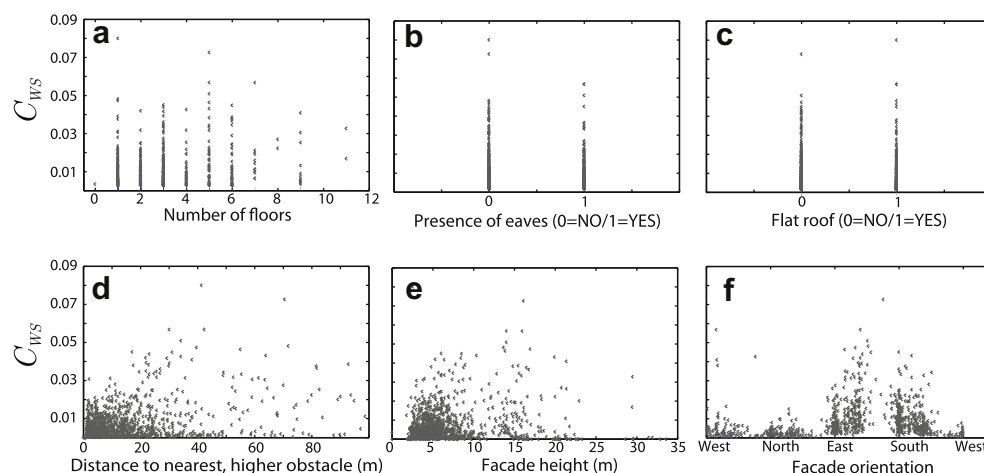 a
b
c
C_WS
0.09
0.07
0.05
0.03
0.01
0 2 4 6 8 10 12
Number of floors
0 1
Presence of eaves (0=NO/1=YES)
0 1
Flat roof (0=NO/1=YES)
d
e
f
C_WS
0.09
0.07
0.05
0.03
0.01
0 20 40 60 80
Distance to nearest, higher obstacle (m)
0 5 10 15 20 25 30 35
Facade height (m)
West North East South West
Facade orientation